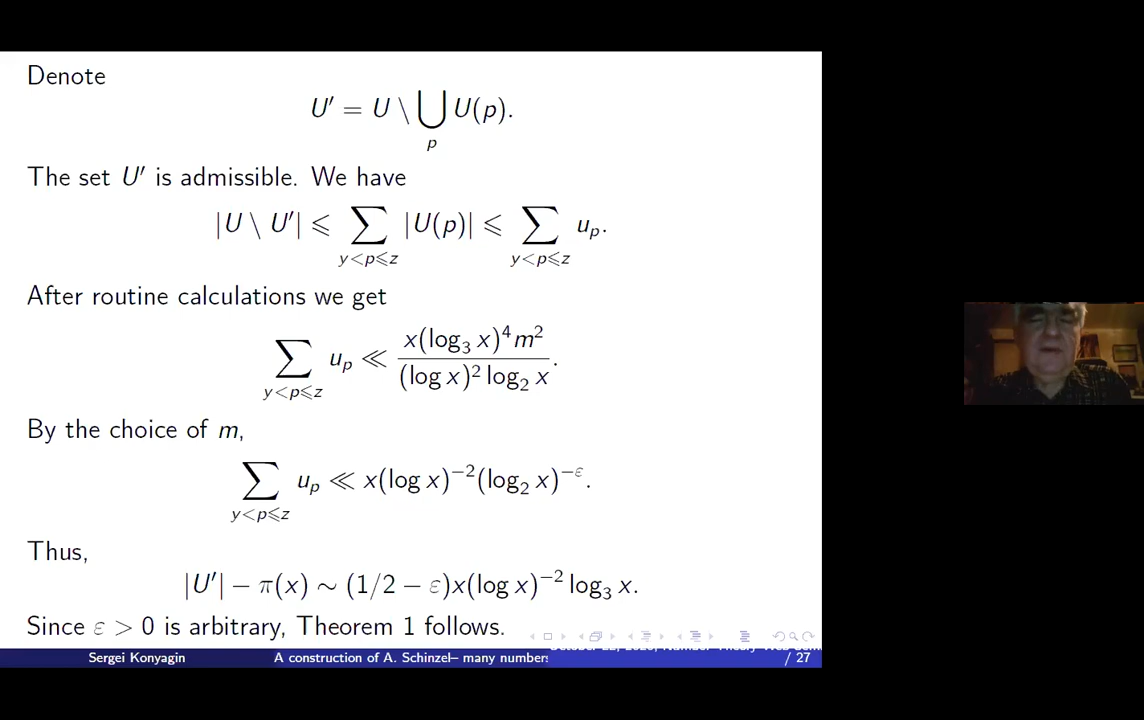 Denote
U′ = U \ ⋃_p U(p).
The set U′ is admissible. We have
|U \ U′| ⩽ ∑_{y<p⩽z} |U(p)| ⩽ ∑_{y<p⩽z} u_p.
After routine calculations we get
∑_{y<p⩽z} u_p ≪ x(log₃ x)⁴m² / (log x)² log₂ x.
By the choice of m,
∑_{y<p⩽z} u_p ≪ x(log x)^{−2}(log₂ x)^{−ε}.
Thus,
|U′| − π(x) ∼ (1/2 − ε)x(log x)^{−2} log₃ x.
Since ε > 0 is arbitrary, Theorem 1 follows.
Sergei Konyagin A construction of A. Schinzel– many numbers / 27